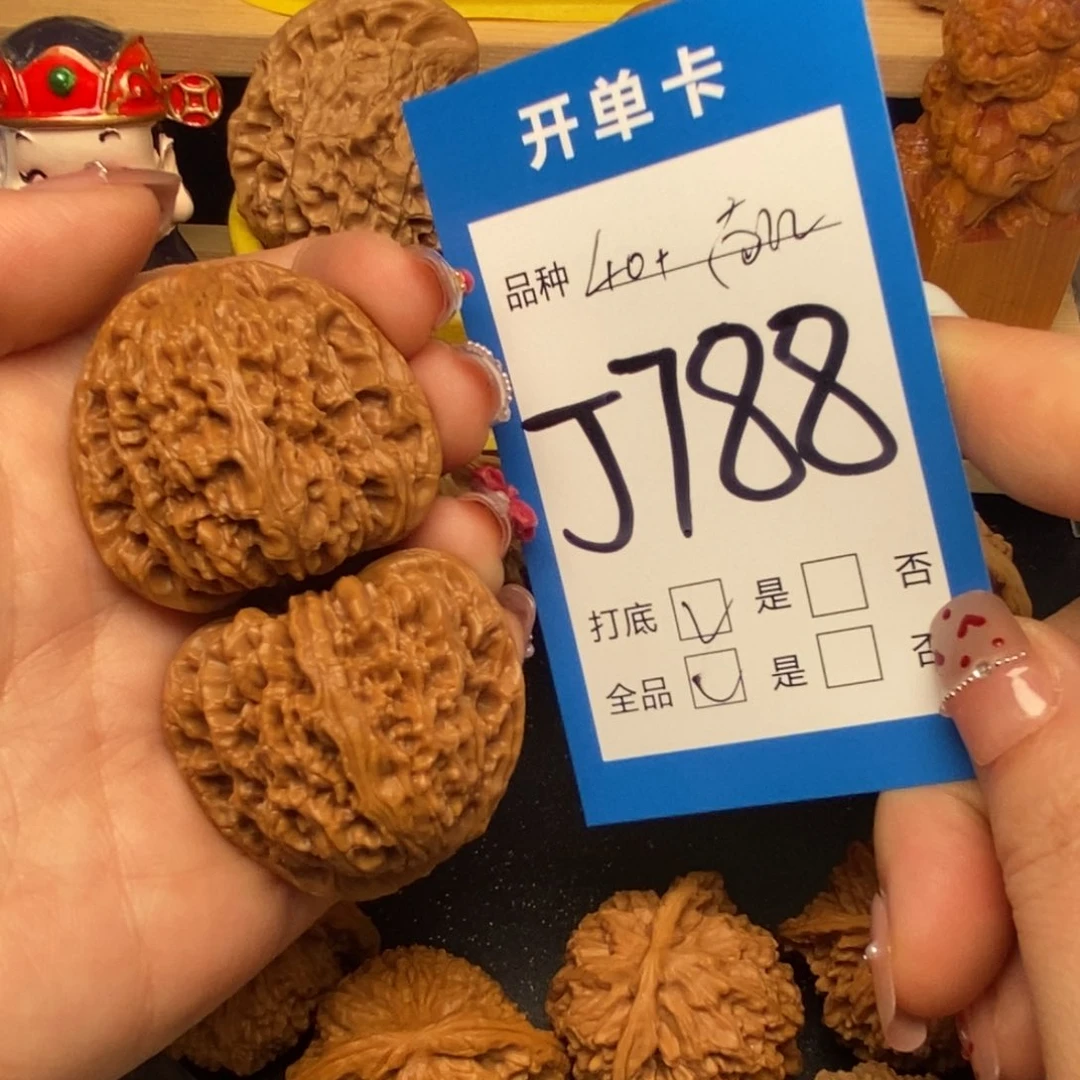 开单卡
品种 40+
J788
打底 是 否
全品 是 否